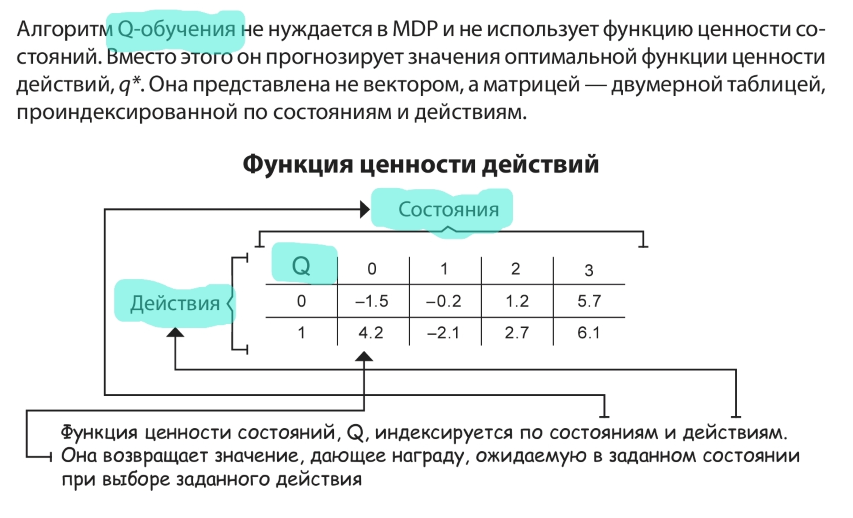 Алгоритм Q-обучения не нуждается в MDP и не использует функцию ценности со-
стояний. Вместо этого он прогнозирует значения оптимальной функции ценности
действий, q*. Она представлена не вектором, а матрицей — двумерной таблицей,
проиндексированной по состояниям и действиям.
Функция ценности действий
Состояния
Q 0 1 2 3
Действия
0 –1.5 –0.2 1.2 5.7
1 4.2 –2.1 2.7 6.1
Функция ценности состояний, Q, индексируется по состояниям и действиям.
Она возвращает значение, дающее награду, ожидаемую в заданном состоянии
при выборе заданного действия